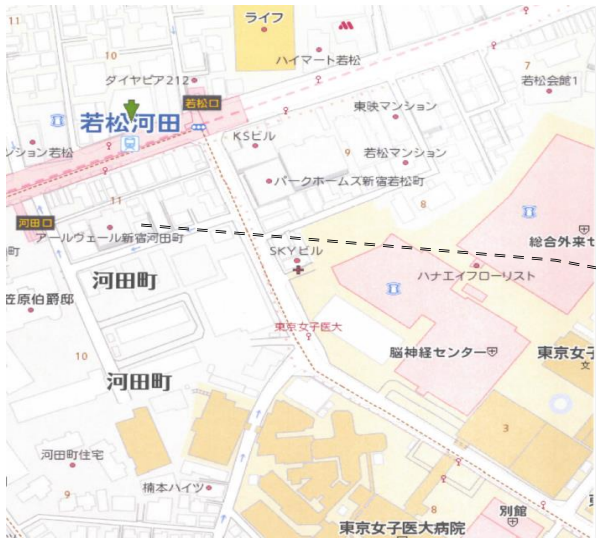 11
ライフ
10
ハイマート若松
7
ダイヤピア212
若松会館1
若松口
東映マンション
若松河田
KSビル
ンション若松
9
若松マンション
パークホームズ新宿若松町
11
8
河田口
アールヴェール新宿河田町
総合外来セ
町
SKYビル
ハナエイフローリスト
河田町
笠原伯爵邸
東京女子医大
10
脳神経センター
東京女子
文
河田町
3
河田町住宅
9
楠本ハイツ
8
別館
東京女子医大病院